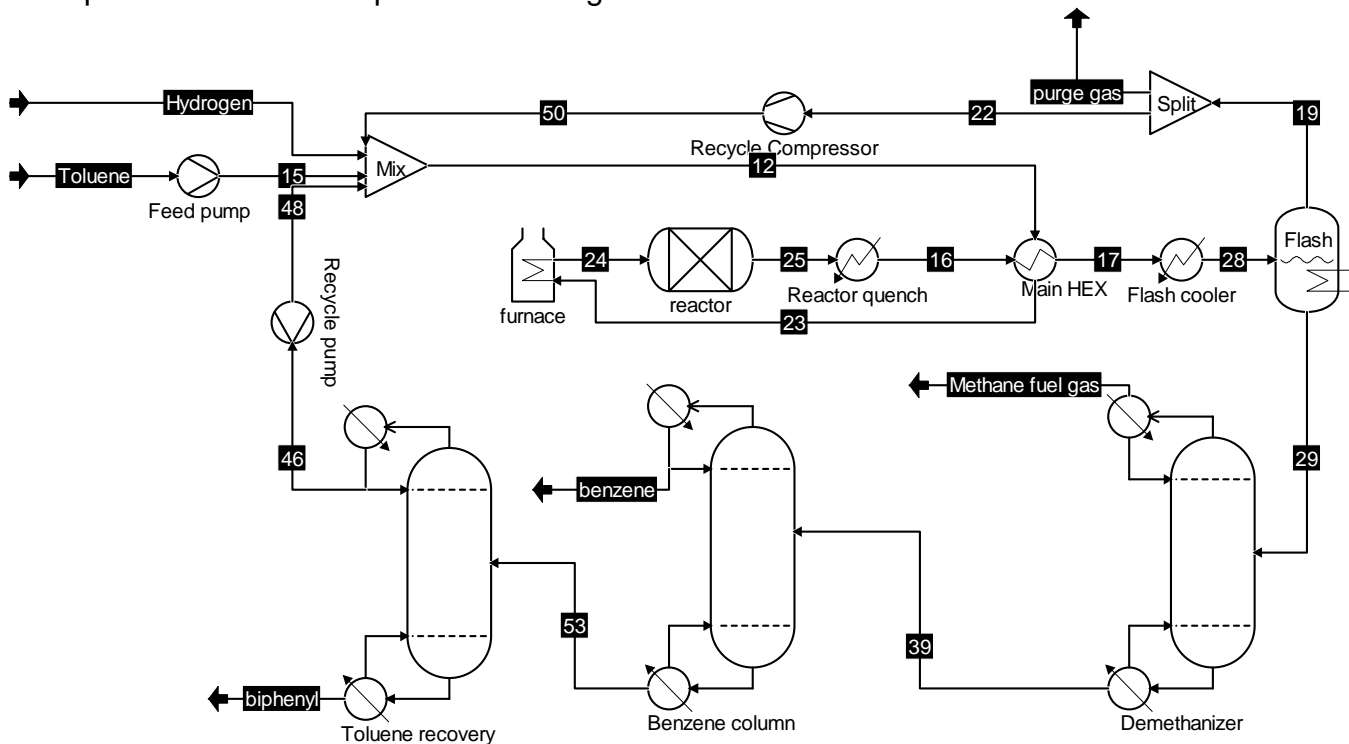 Hydrogen
50
22
purge gas
Split
19
Recycle Compressor
Toluene
15
Mix
12
48
Feed pump
Flash
24
25
16
17
28
reactor
Reactor quench
Main HEX
Flash cooler
furnace
23
Recycle pump
Methane fuel gas
46
benzene
29
53
39
biphenyl
Toluene recovery
Benzene column
Demethanizer